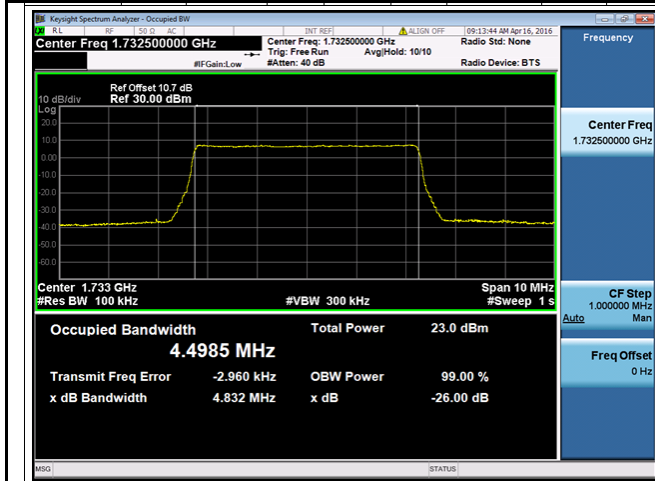 Keysight Spectrum Analyzer - Occupied BW
RL RF 50 Ω AC INT REF ALIGN OFF 09:13:44 AM Apr 16, 2016
Center Freq 1.732500000 GHz
Center Freq: 1.732500000 GHz
Radio Std: None
Trig: Free Run Avg|Hold: 10/10
#IFGain:Low #Atten: 40 dB Radio Device: BTS
Frequency
Ref Offset 10.7 dB
10 dB/div Ref 30.00 dBm
Log
20.0
10.0
0.00
-10.0
-20.0
-30.0
-40.0
-50.0
-60.0
Center 1.733 GHz Span 10 MHz
#Res BW 100 kHz #VBW 300 kHz #Sweep 1 s
Center Freq
1.732500000 GHz
CF Step
1.000000 MHz
Auto Man
Freq Offset
0 Hz
Occupied Bandwidth Total Power 23.0 dBm
4.4985 MHz
Transmit Freq Error -2.960 kHz OBW Power 99.00 %
x dB Bandwidth 4.832 MHz x dB -26.00 dB
MSG STATUS